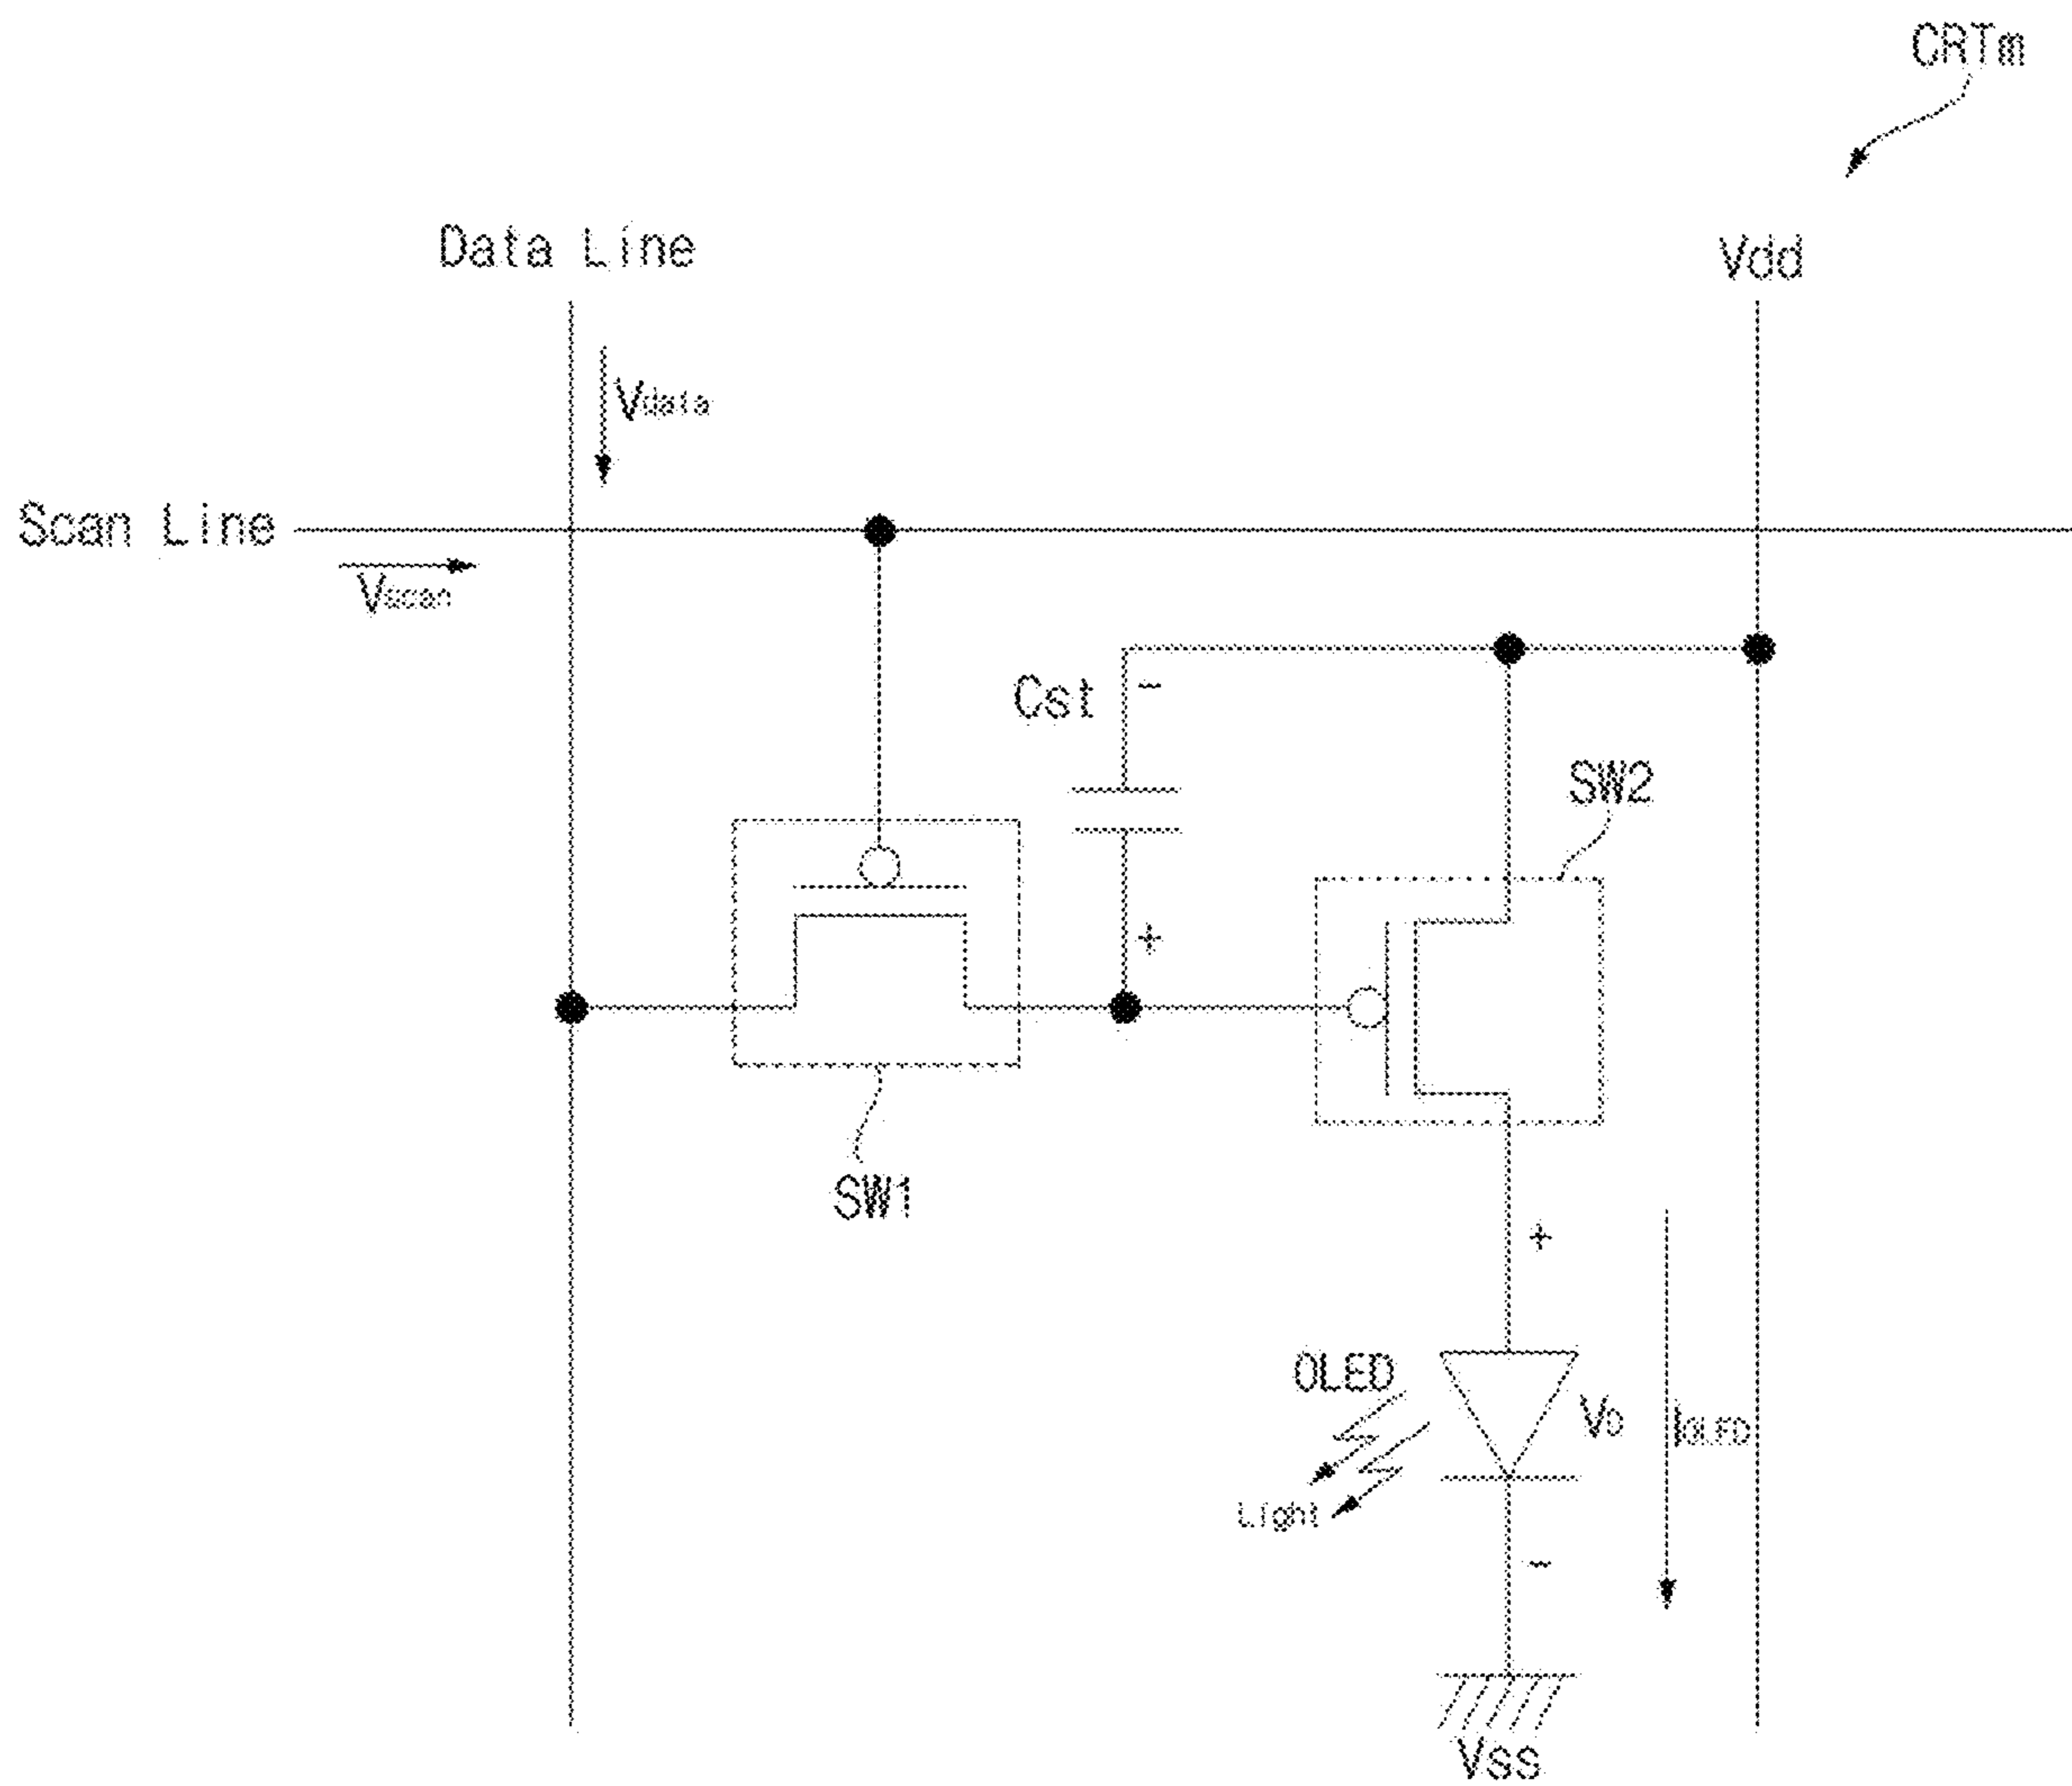 CRTm
Data Line
Vdd
Vdata
Scan Line
Vscan
-
Cst
SW2
+
SW1
+
OLED
VD
IOLED
Light
-
Vss